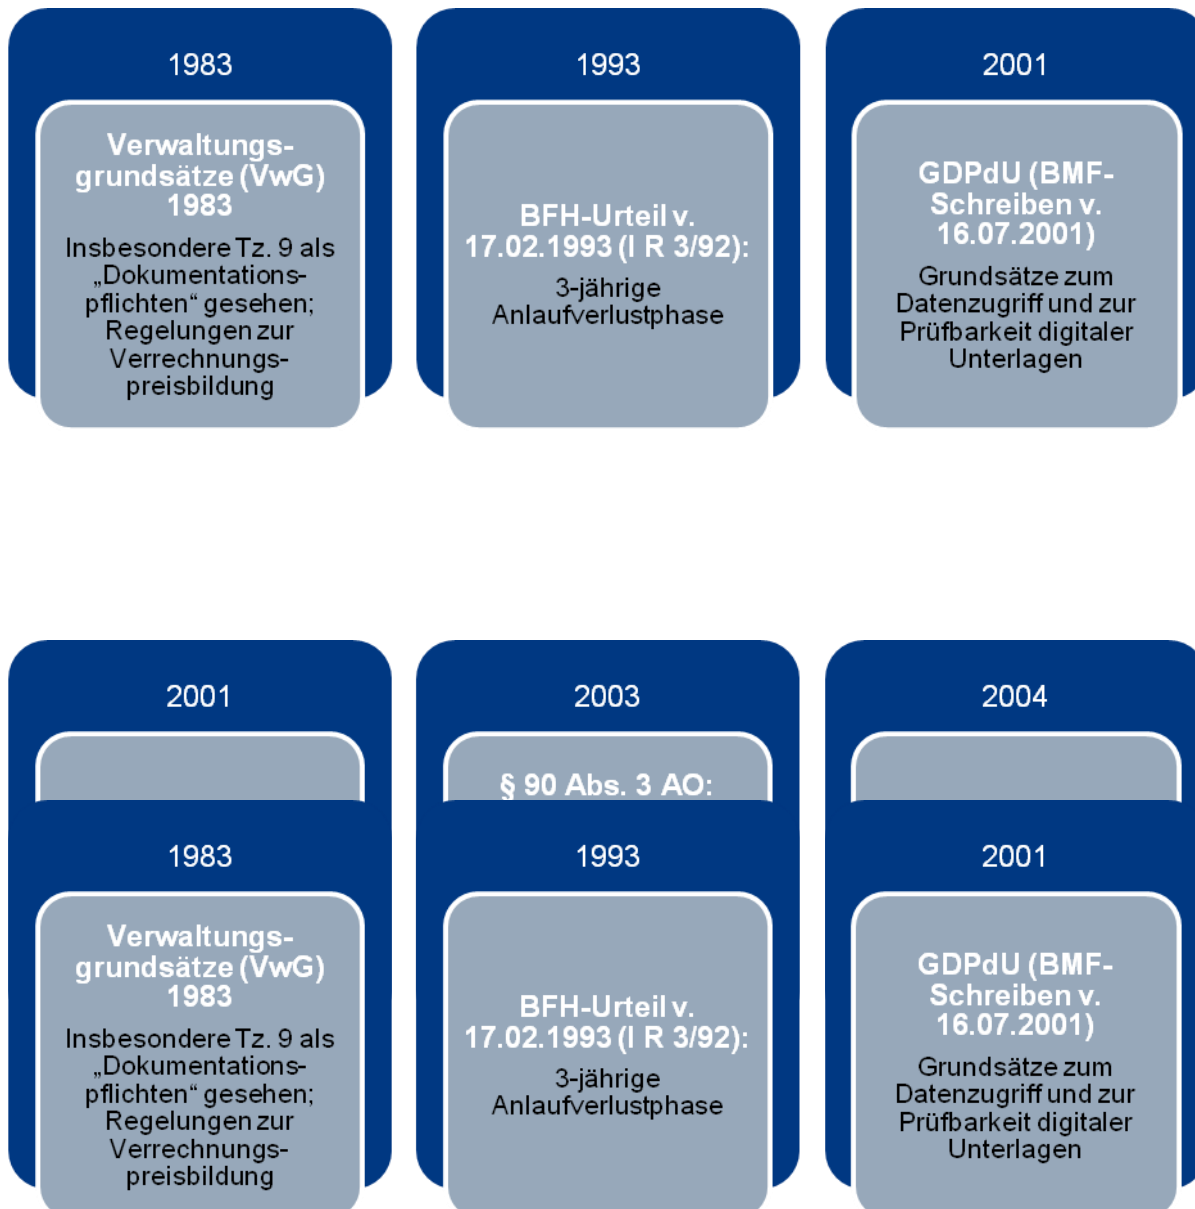 1983
Verwaltungs-
grundsätze (VwG)
1983
Insbesondere Tz. 9 als
„Dokumentations-
pflichten“ gesehen;
Regelungen zur
Verrechnungs-
preisbildung
1993
BFH-Urteil v.
17.02.1993 (I R 3/92):
3-jährige
Anlaufverlustphase
2001
GDPdU (BMF-
Schreiben v.
16.07.2001)
Grundsätze zum
Datenzugriff und zur
Prüfbarkeit digitaler
Unterlagen
2001
2003
§ 90 Abs. 3 AO:
2004
1983
Verwaltungs-
grundsätze (VwG)
1983
Insbesondere Tz. 9 als
„Dokumentations-
pflichten“ gesehen;
Regelungen zur
Verrechnungs-
preisbildung
1993
BFH-Urteil v.
17.02.1993 (I R 3/92):
3-jährige
Anlaufverlustphase
2001
GDPdU (BMF-
Schreiben v.
16.07.2001)
Grundsätze zum
Datenzugriff und zur
Prüfbarkeit digitaler
Unterlagen